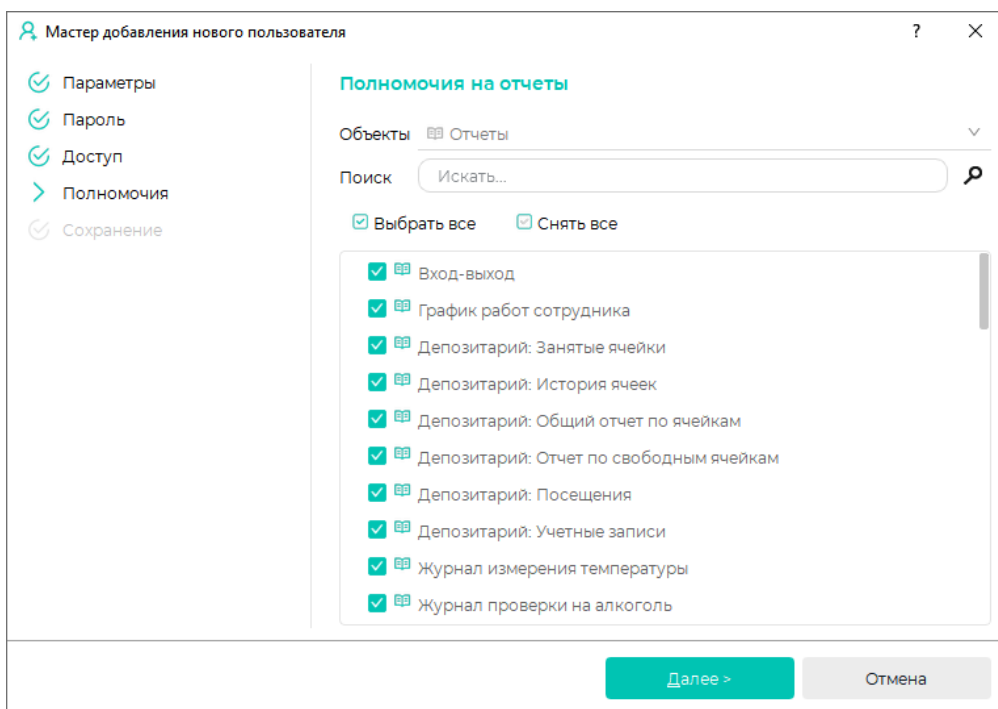 Мастер добавления нового пользователя ?
Параметры
Пароль
Доступ
Полномочия
Сохранение
Полномочия на отчеты
Объекты Отчеты
Поиск Искать...
Выбрать все Снять все
Вход-выход
График работ сотрудника
Депозитарий: Занятые ячейки
Депозитарий: История ячеек
Депозитарий: Общий отчет по ячейкам
Депозитарий: Отчет по свободным ячейкам
Депозитарий: Посещения
Депозитарий: Учетные записи
Журнал измерения температуры
Журнал проверки на алкоголь
Далее > Отмена